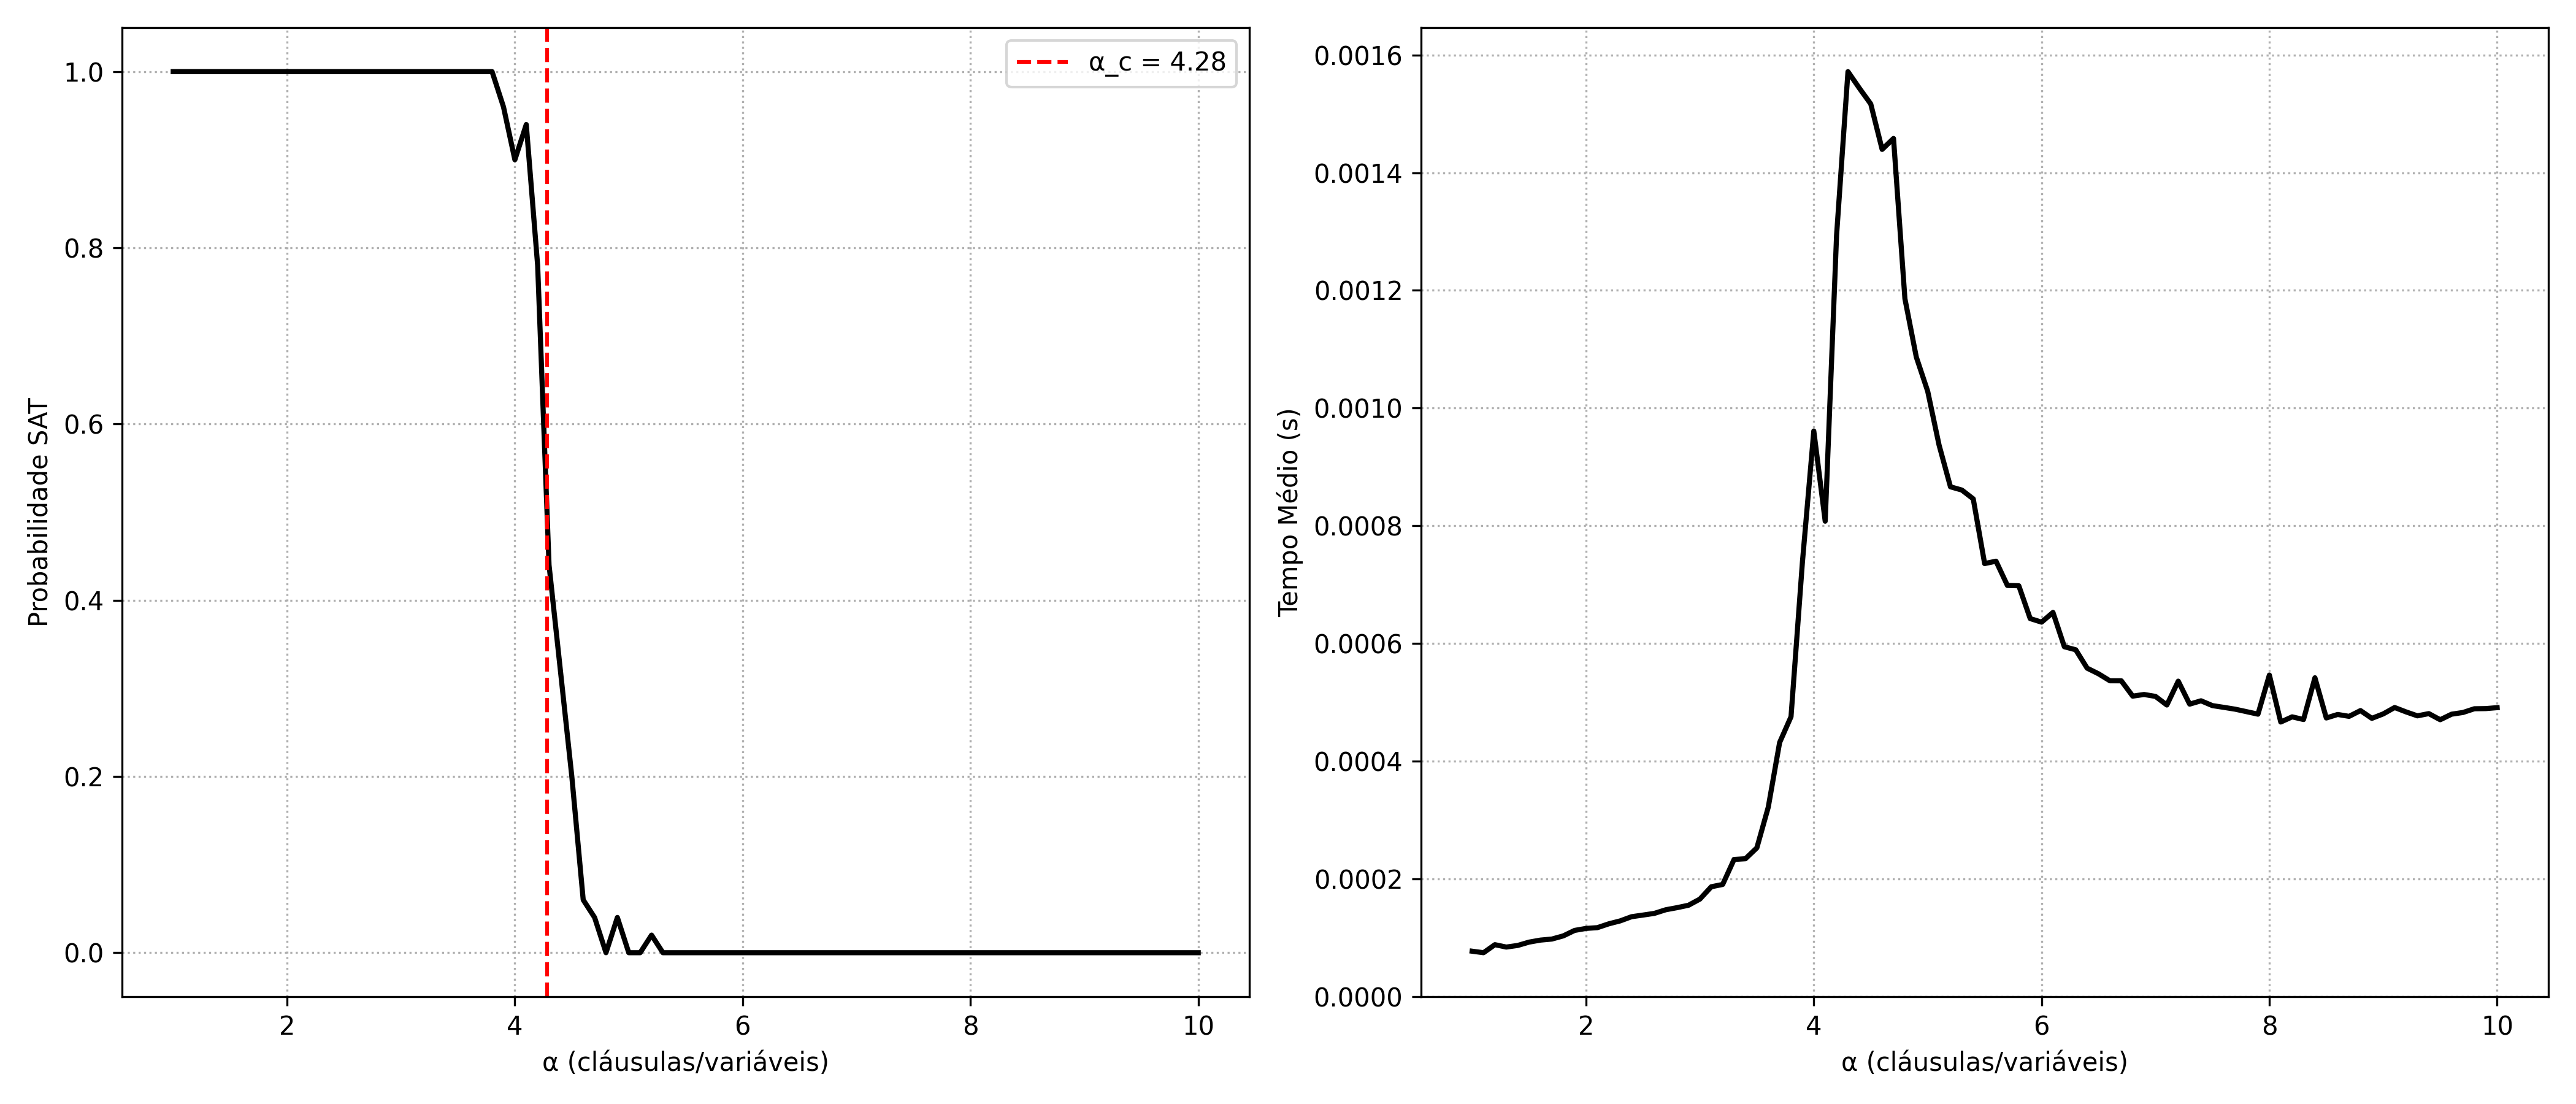 α_c = 4.28
Probabilidade SAT
1.0
0.8
0.6
0.4
0.2
0.0
2 4 6 8 10
α (cláusulas/variáveis)
Tempo Médio (s)
0.0016
0.0014
0.0012
0.0010
0.0008
0.0006
0.0004
0.0002
0.0000
2 4 6 8 10
α (cláusulas/variáveis)